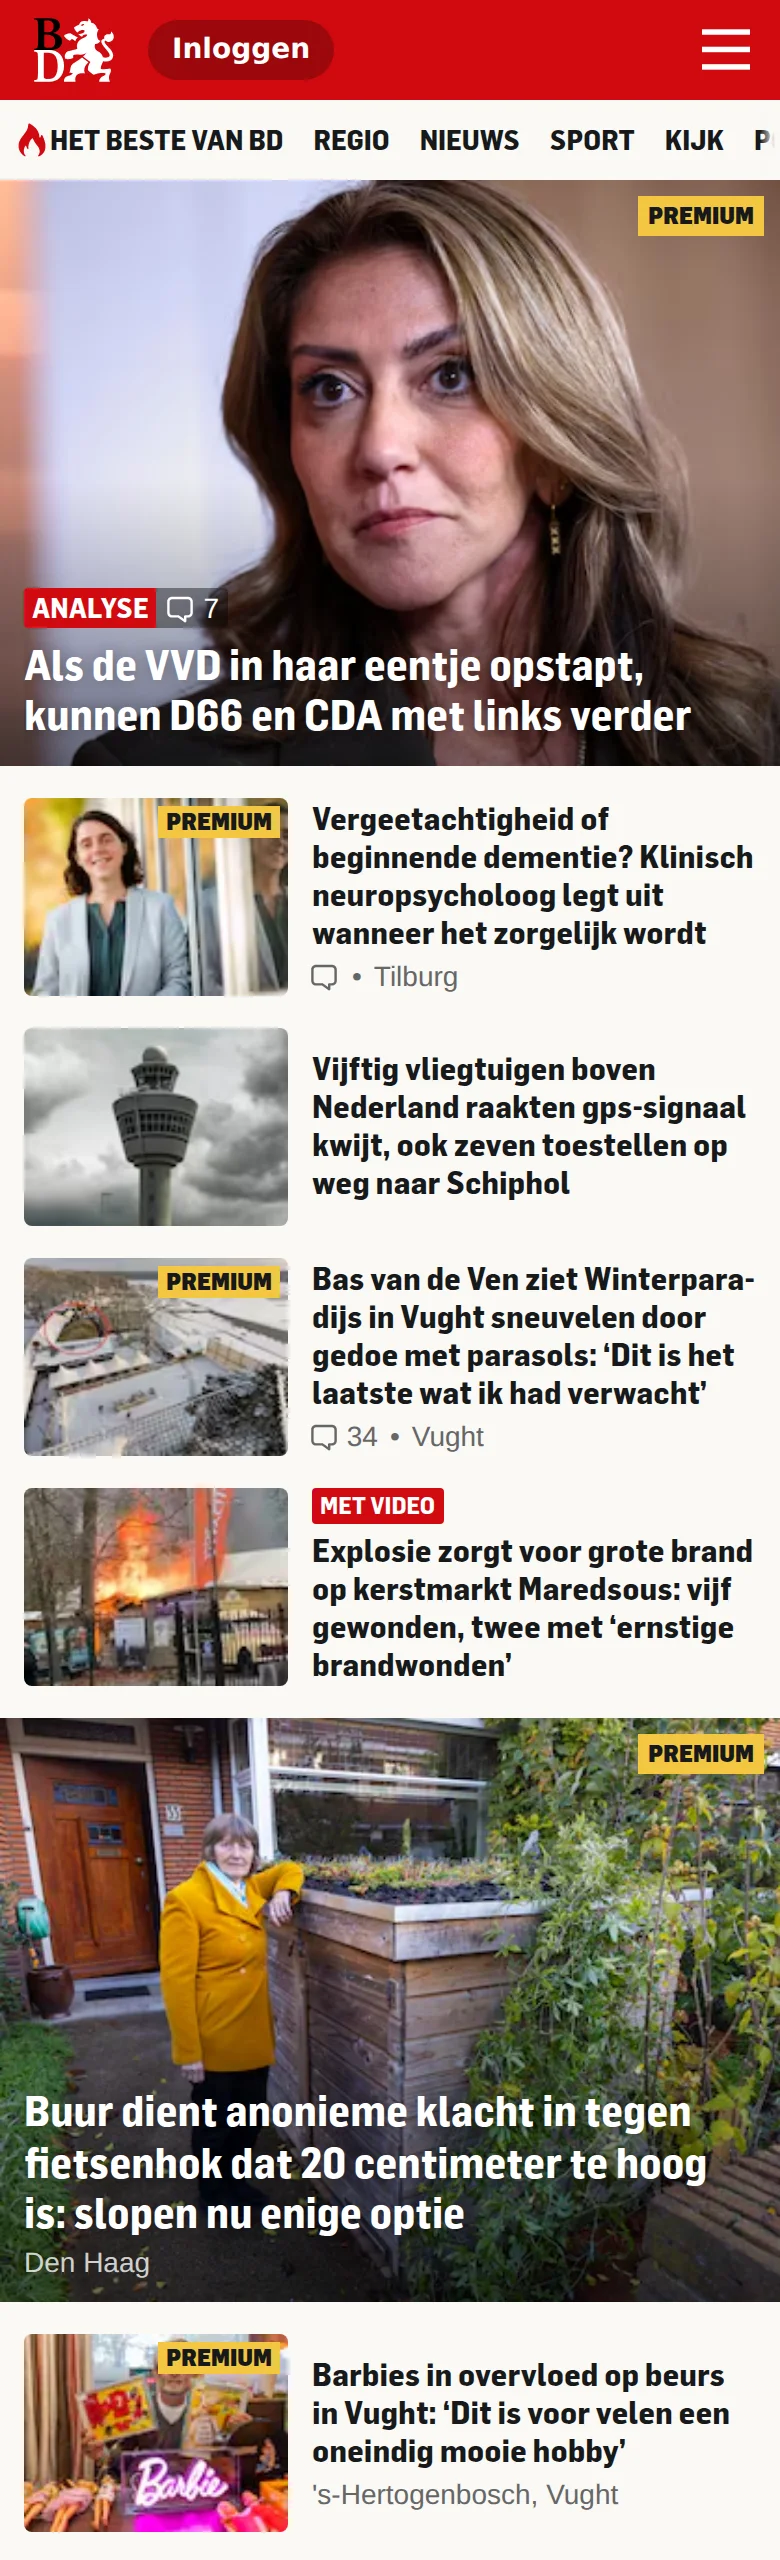 BD
Inloggen
HET BESTE VAN BD REGIO NIEUWS SPORT KIJK
PREMIUM
ANALYSE 7
Als de VVD in haar eentje opstapt,
kunnen D66 en CDA met links verder
PREMIUM
Vergeetachtigheid of
beginnende dementie? Klinisch
neuropsycholoog legt uit
wanneer het zorgelijk wordt
• Tilburg
Vijftig vliegtuigen boven
Nederland raakten gps-signaal
kwijt, ook zeven toestellen op
weg naar Schiphol
PREMIUM
Bas van de Ven ziet Winterpara-
dijs in Vught sneuvelen door
gedoe met parasols: ‘Dit is het
laatste wat ik had verwacht’
34 • Vught
MET VIDEO
Explosie zorgt voor grote brand
op kerstmarkt Maredsous: vijf
gewonden, twee met ‘ernstige
brandwonden’
PREMIUM
Buur dient anonieme klacht in tegen
fietsenhok dat 20 centimeter te hoog
is: slopen nu enige optie
Den Haag
PREMIUM
Barbie
Barbies in overvloed op beurs
in Vught: ‘Dit is voor velen een
oneindig mooie hobby’
's-Hertogenbosch, Vught